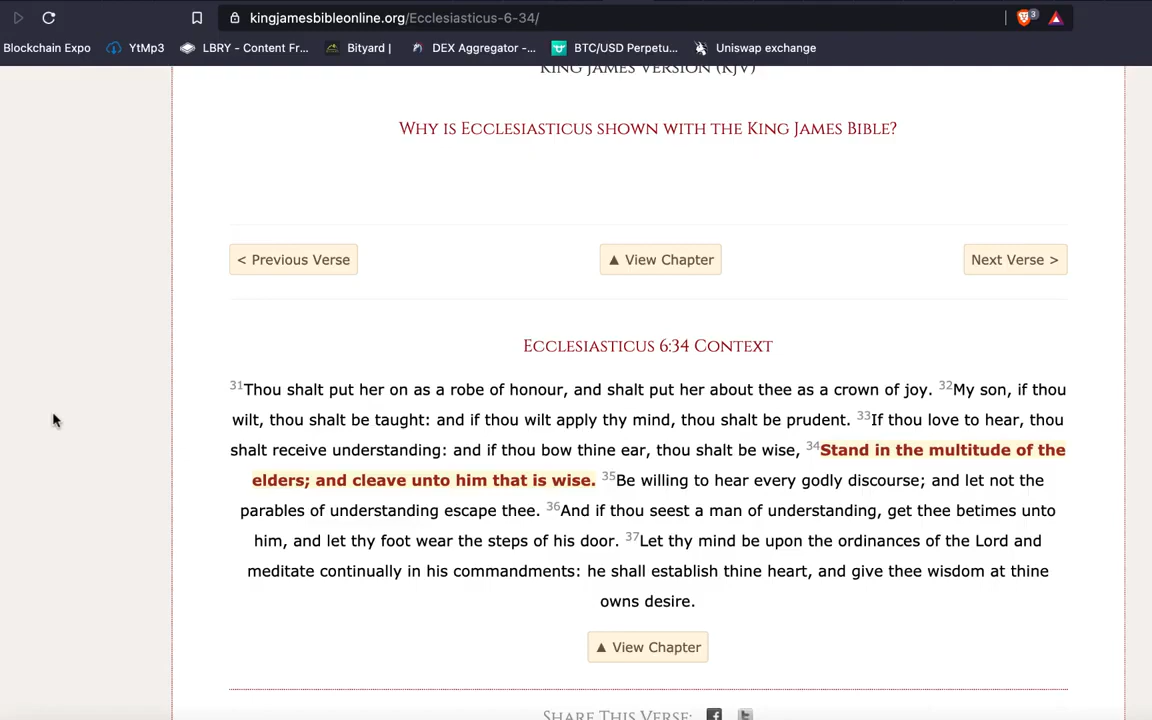 kingjamesbibleonline.org/Ecclesiasticus-6-34/
3
Blockchain Expo YtMp3 LBRY - Content Fr... Bityard | DEX Aggregator -... BTC/USD Perpetu... Uniswap exchange
KING JAMES VERSION (KJV)
WHY IS ECCLESIASTICUS SHOWN WITH THE KING JAMES BIBLE?
< Previous Verse ▲ View Chapter Next Verse >
ECCLESIASTICUS 6:34 CONTEXT
31Thou shalt put her on as a robe of honour, and shalt put her about thee as a crown of joy. 32My son, if thou
wilt, thou shalt be taught: and if thou wilt apply thy mind, thou shalt be prudent. 33If thou love to hear, thou
shalt receive understanding: and if thou bow thine ear, thou shalt be wise, 34Stand in the multitude of the
elders; and cleave unto him that is wise. 35Be willing to hear every godly discourse; and let not the
parables of understanding escape thee. 36And if thou seest a man of understanding, get thee betimes unto
him, and let thy foot wear the steps of his door. 37Let thy mind be upon the ordinances of the Lord and
meditate continually in his commandments: he shall establish thine heart, and give thee wisdom at thine
owns desire.
▲ View Chapter
SHARE THIS VERSE: